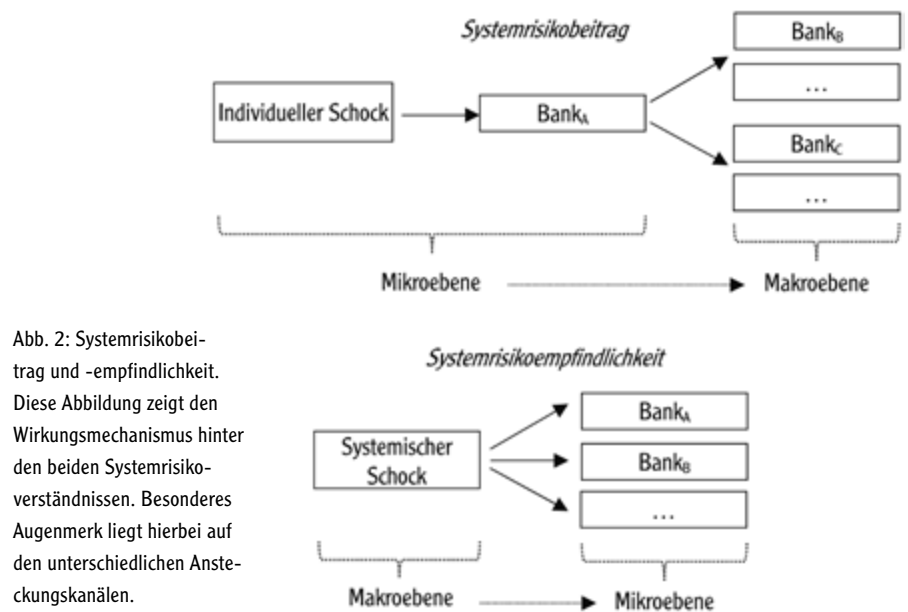 Systemrisikobeitrag
Individueller Schock
Bank_A
Bank_B
...
Bank_C
...
Mikroebene
Makroebene
Abb. 2: Systemrisikobei-
trag und -empfindlichkeit.
Diese Abbildung zeigt den
Wirkungsmechanismus hinter
den beiden Systemrisiko-
verständnissen. Besonderes
Augenmerk liegt hierbei auf
den unterschiedlichen Anste-
ckungskanälen.
Systemrisikoempfindlichkeit
Systemischer
Schock
Bank_A
Bank_B
...
Makroebene
Mikroebene